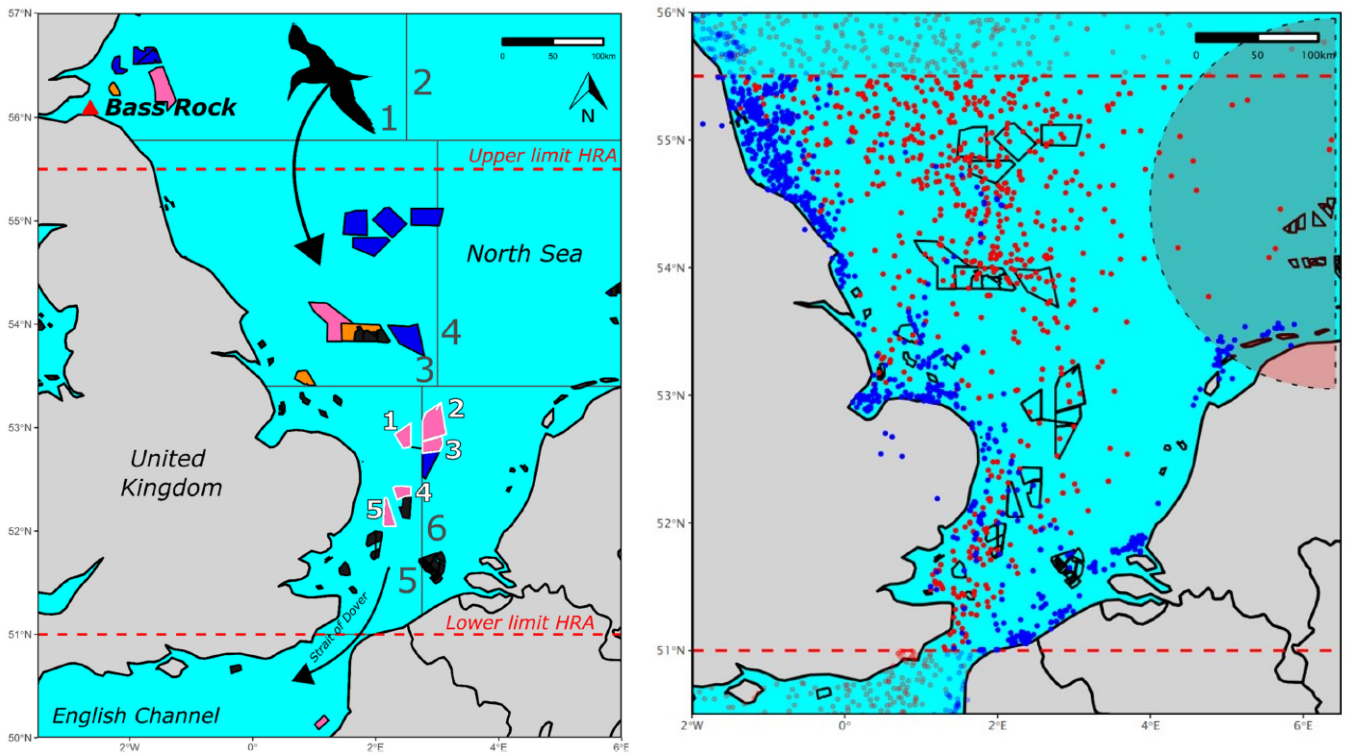 57°N
56°N
55°N
54°N
53°N
52°N
51°N
50°N
2°W
0°
2°E
4°E
6°E
0
50
100km
N
Bass Rock
1
2
Upper limit HRA
North Sea
4
3
1
2
3
United
Kingdom
4
5
6
5
Strait of Dover
Lower limit HRA
English Channel
56°N
55°N
54°N
53°N
52°N
51°N
2°W
0°
2°E
4°E
6°E
0
50
100km